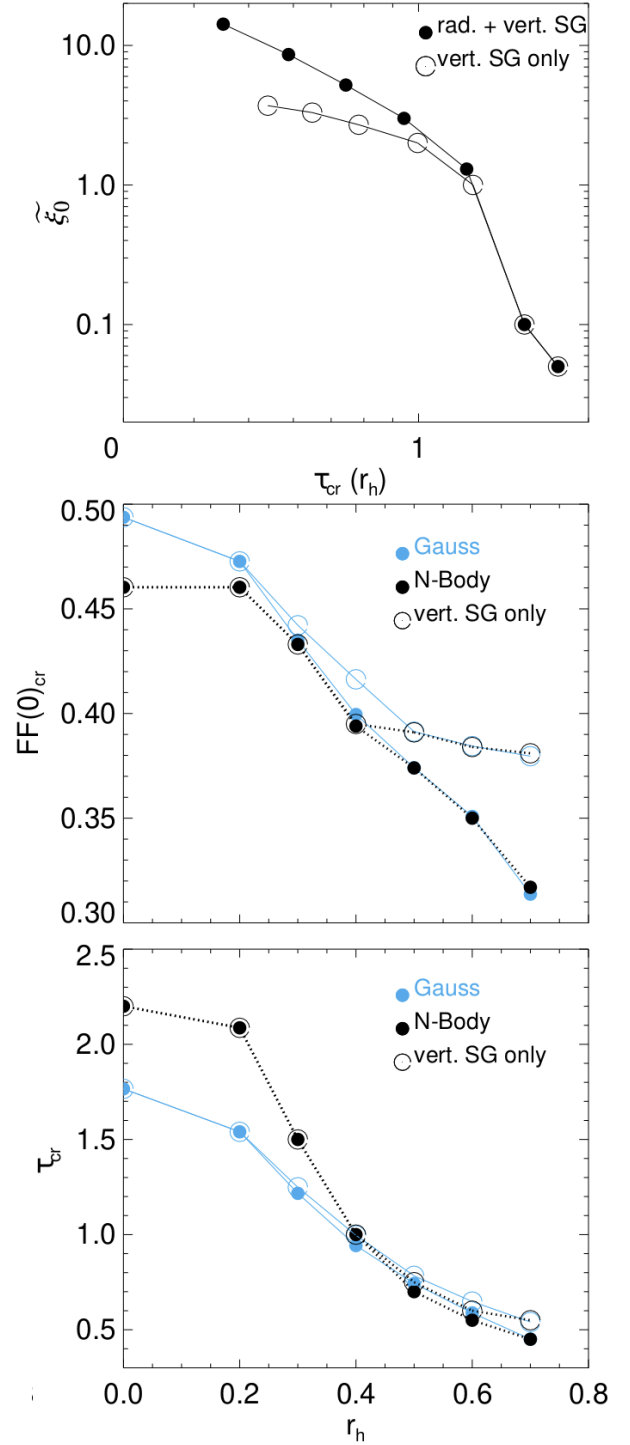 rad. + vert. SG
vert. SG only
10.0
1.0
0.1
ξ̃₀
0
1
τcr (rh)
Gauss
N-Body
vert. SG only
0.50
0.45
0.40
0.35
0.30
FF(0)cr
Gauss
N-Body
vert. SG only
2.5
2.0
1.5
1.0
0.5
τcr
0.0 0.2 0.4 0.6 0.8
rh